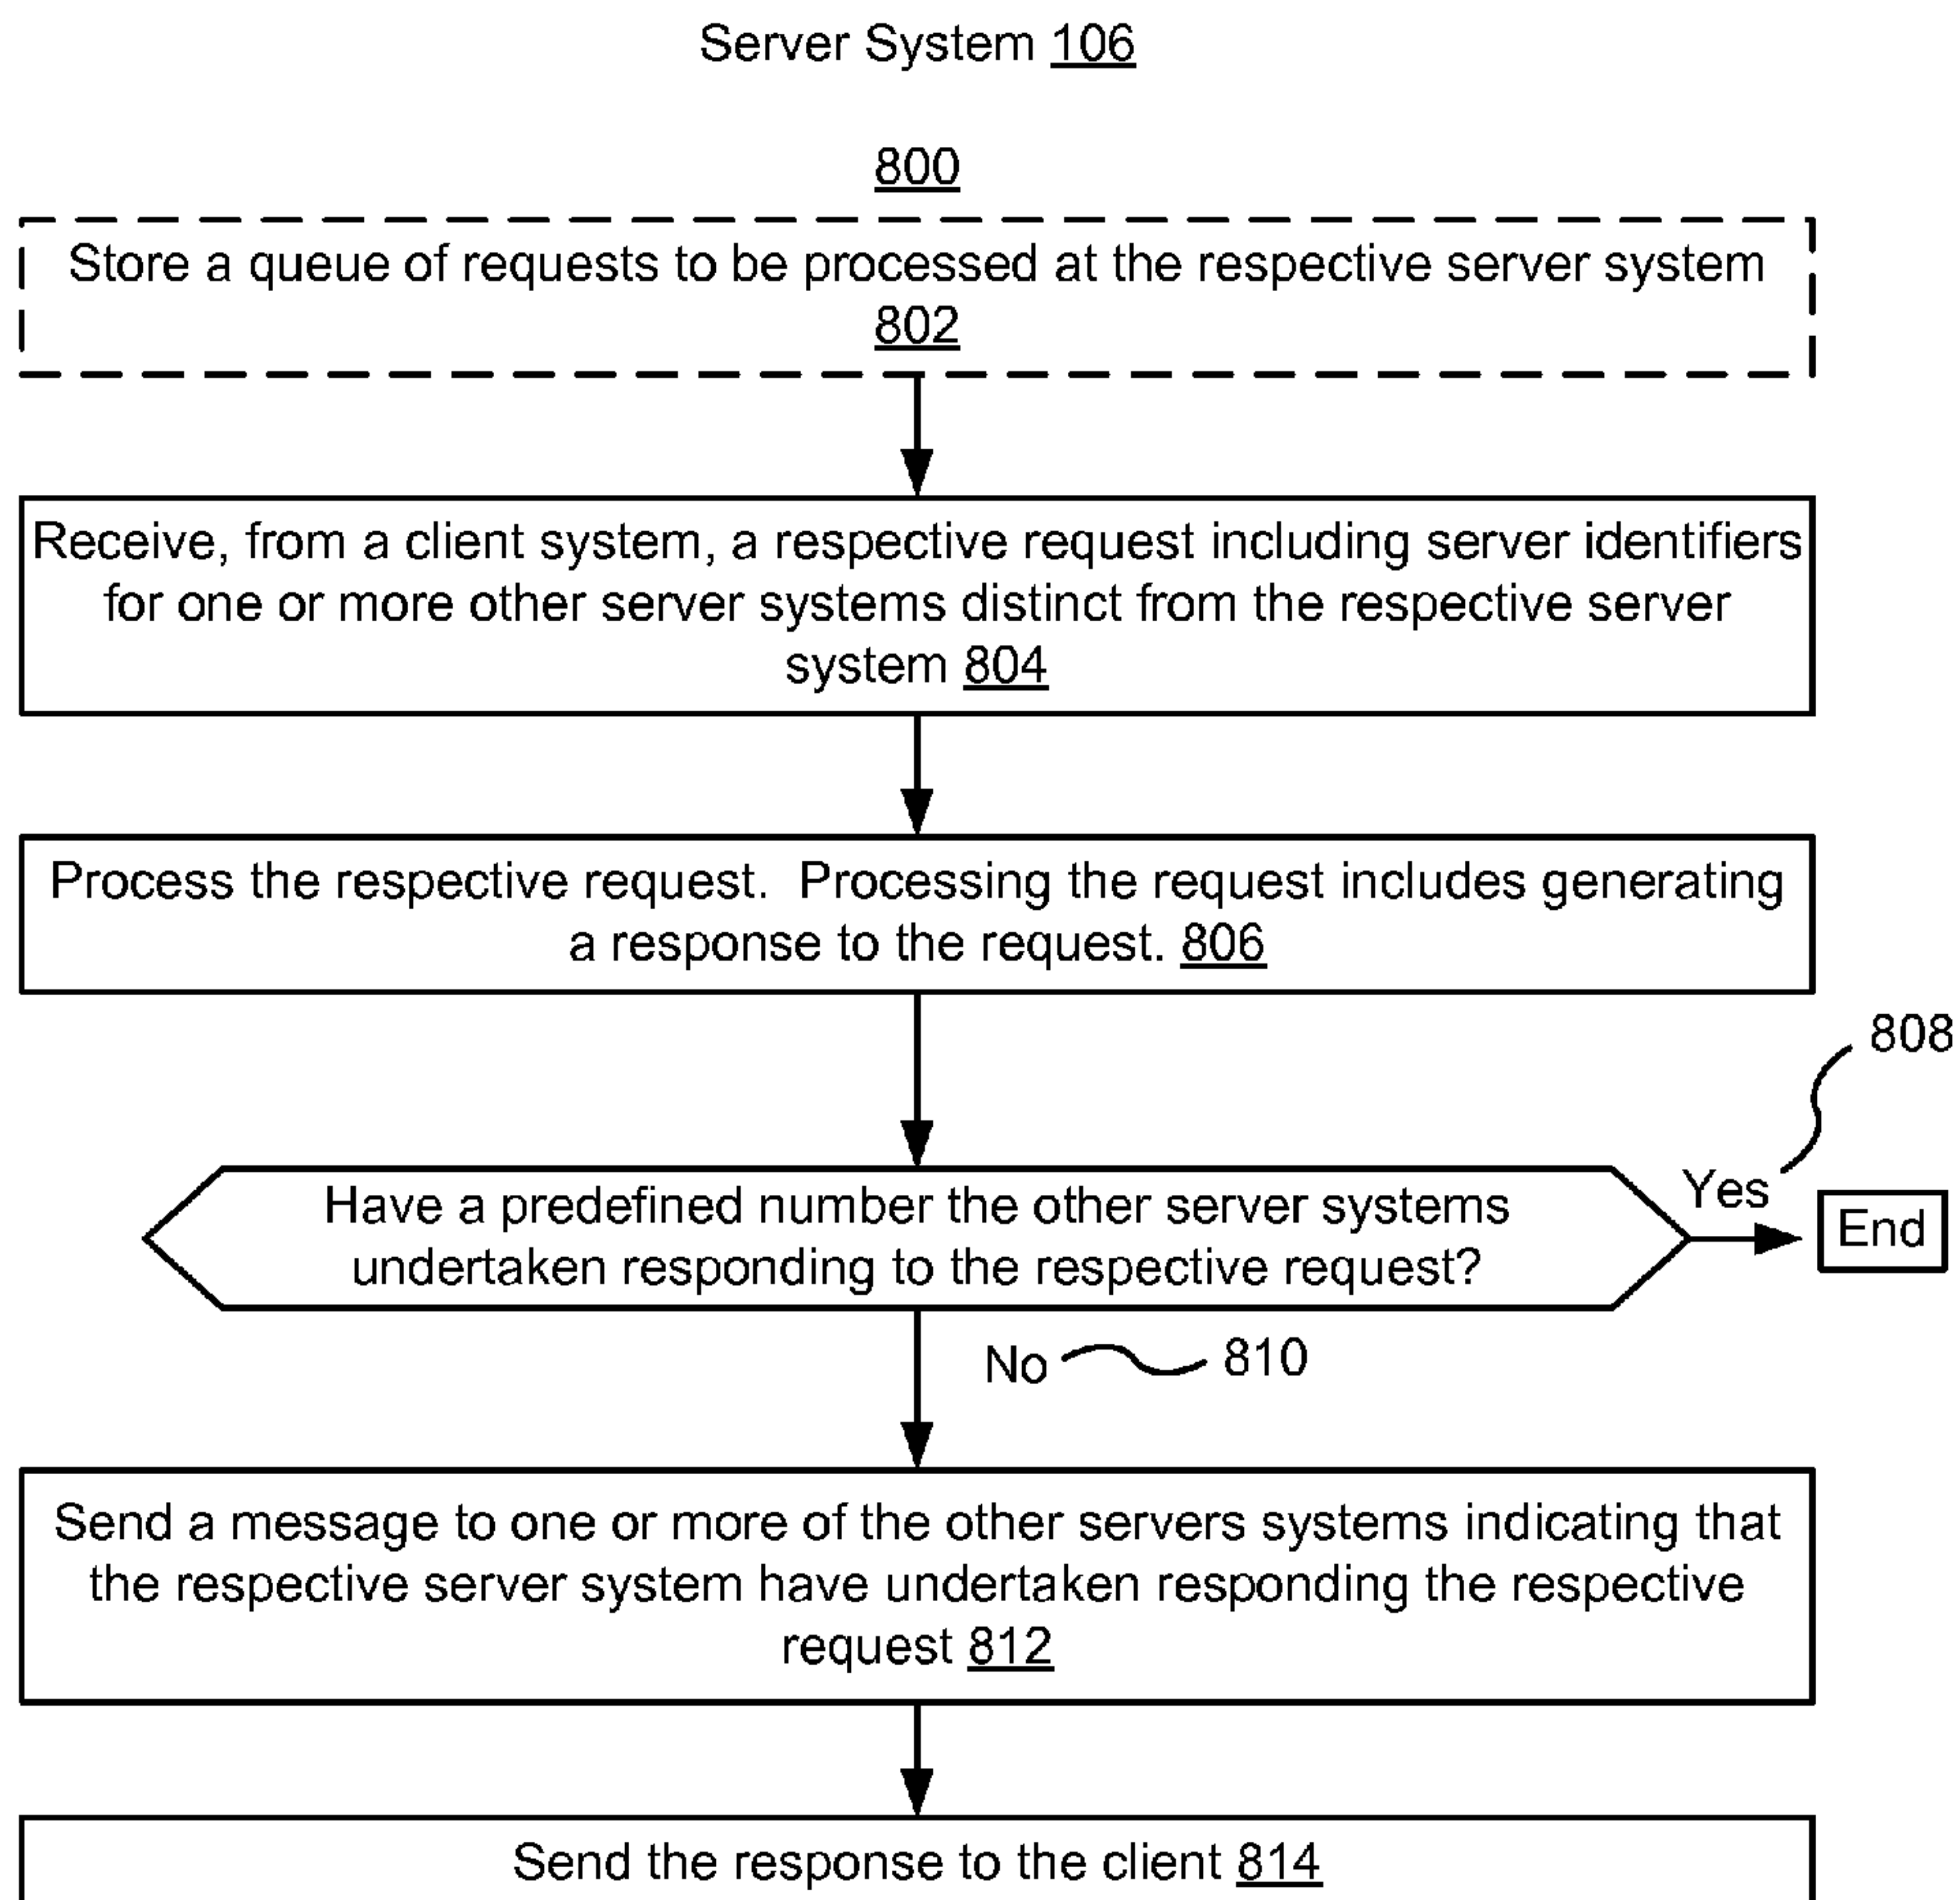 Server System 106
800
Store a queue of requests to be processed at the respective server system
802
Receive, from a client system, a respective request including server identifiers
for one or more other server systems distinct from the respective server
system 804
Process the respective request.  Processing the request includes generating
a response to the request. 806
808
Yes
End
Have a predefined number the other server systems
undertaken responding to the respective request?
No
810
Send a message to one or more of the other servers systems indicating that
the respective server system have undertaken responding the respective
request 812
Send the response to the client 814